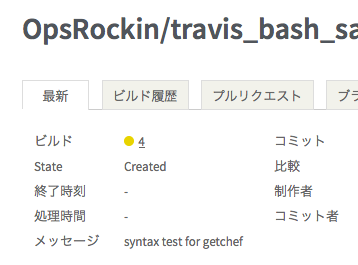 OpsRockin/travis_bash_sa
最新 ビルド履歴 プルリクエスト ブラ
ビルド 4 コミット
State Created 比較
終了時刻 - 制作者
処理時間 - コミット者
メッセージ syntax test for getchef